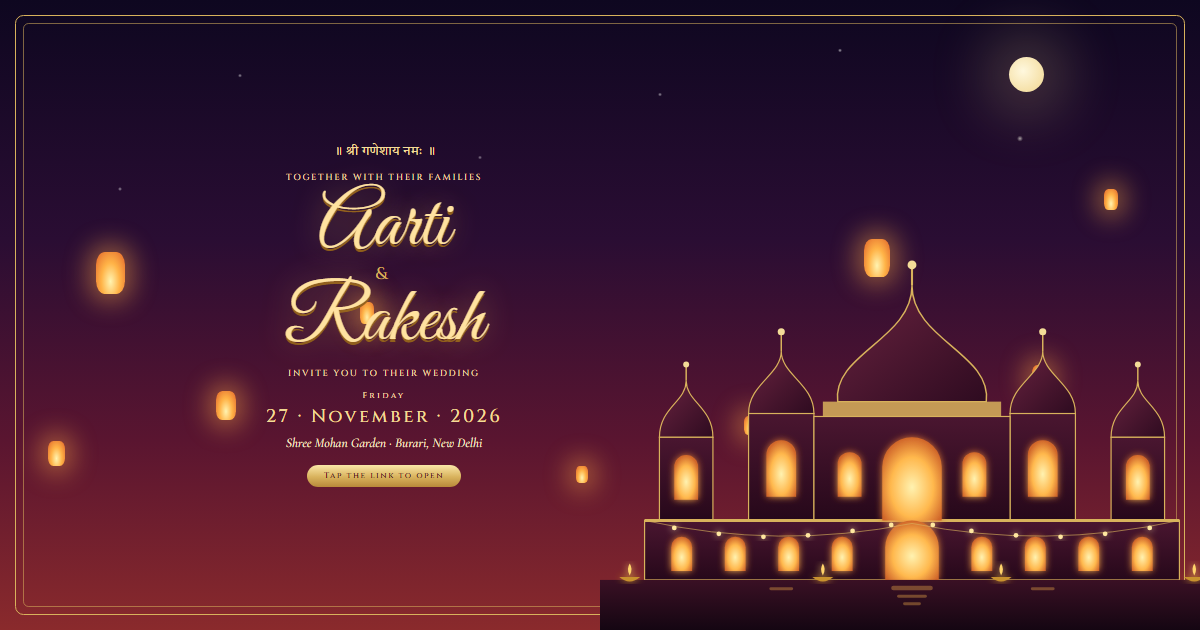 ॥ श्री गणेशाय नमः ॥
TOGETHER WITH THEIR FAMILIES
Aarti
&
Rakesh
INVITE YOU TO THEIR WEDDING
FRIDAY
27 · NOVEMBER · 2026
Shree Mohan Garden · Burari, New Delhi
TAP THE LINK TO OPEN